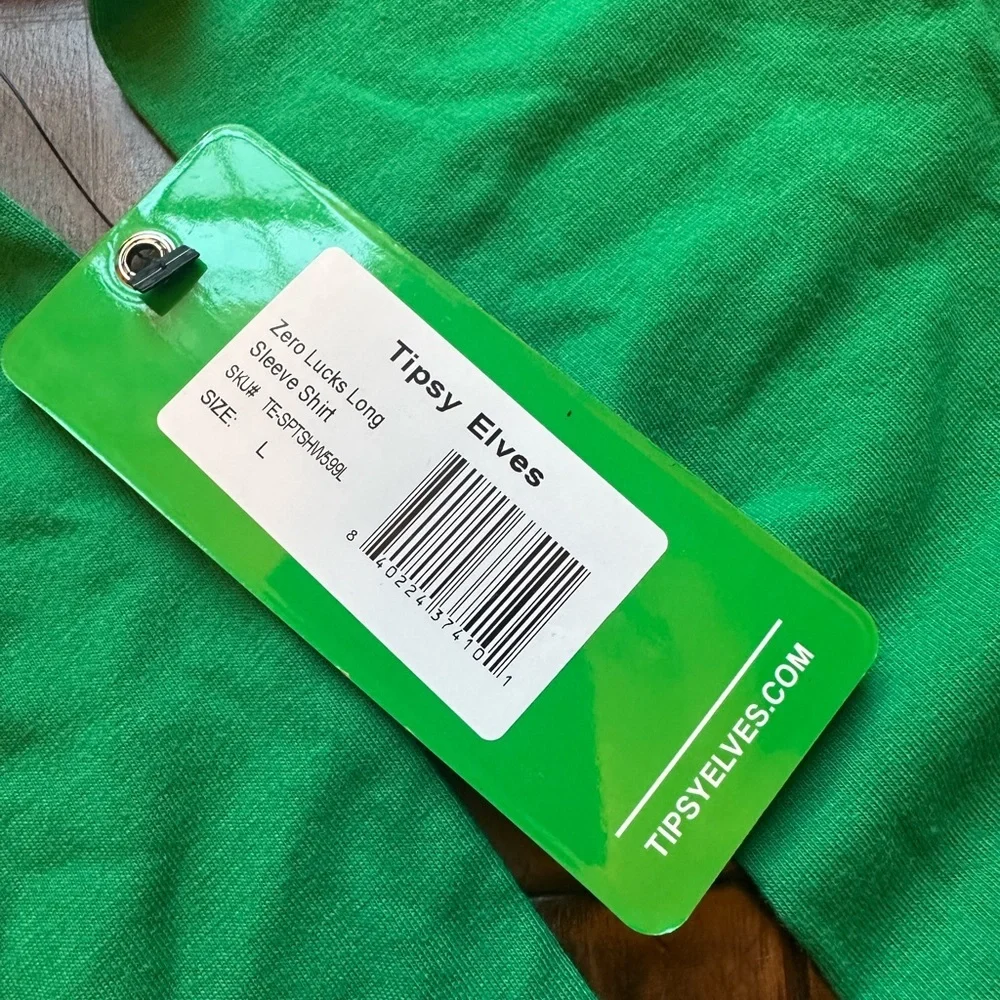 Tipsy Elves
Zero Lucks Long
Sleeve Shirt
SKU# TE-SPTSHW599L
SIZE:
L
8 40224 37410 1
TIPSYELVES.COM